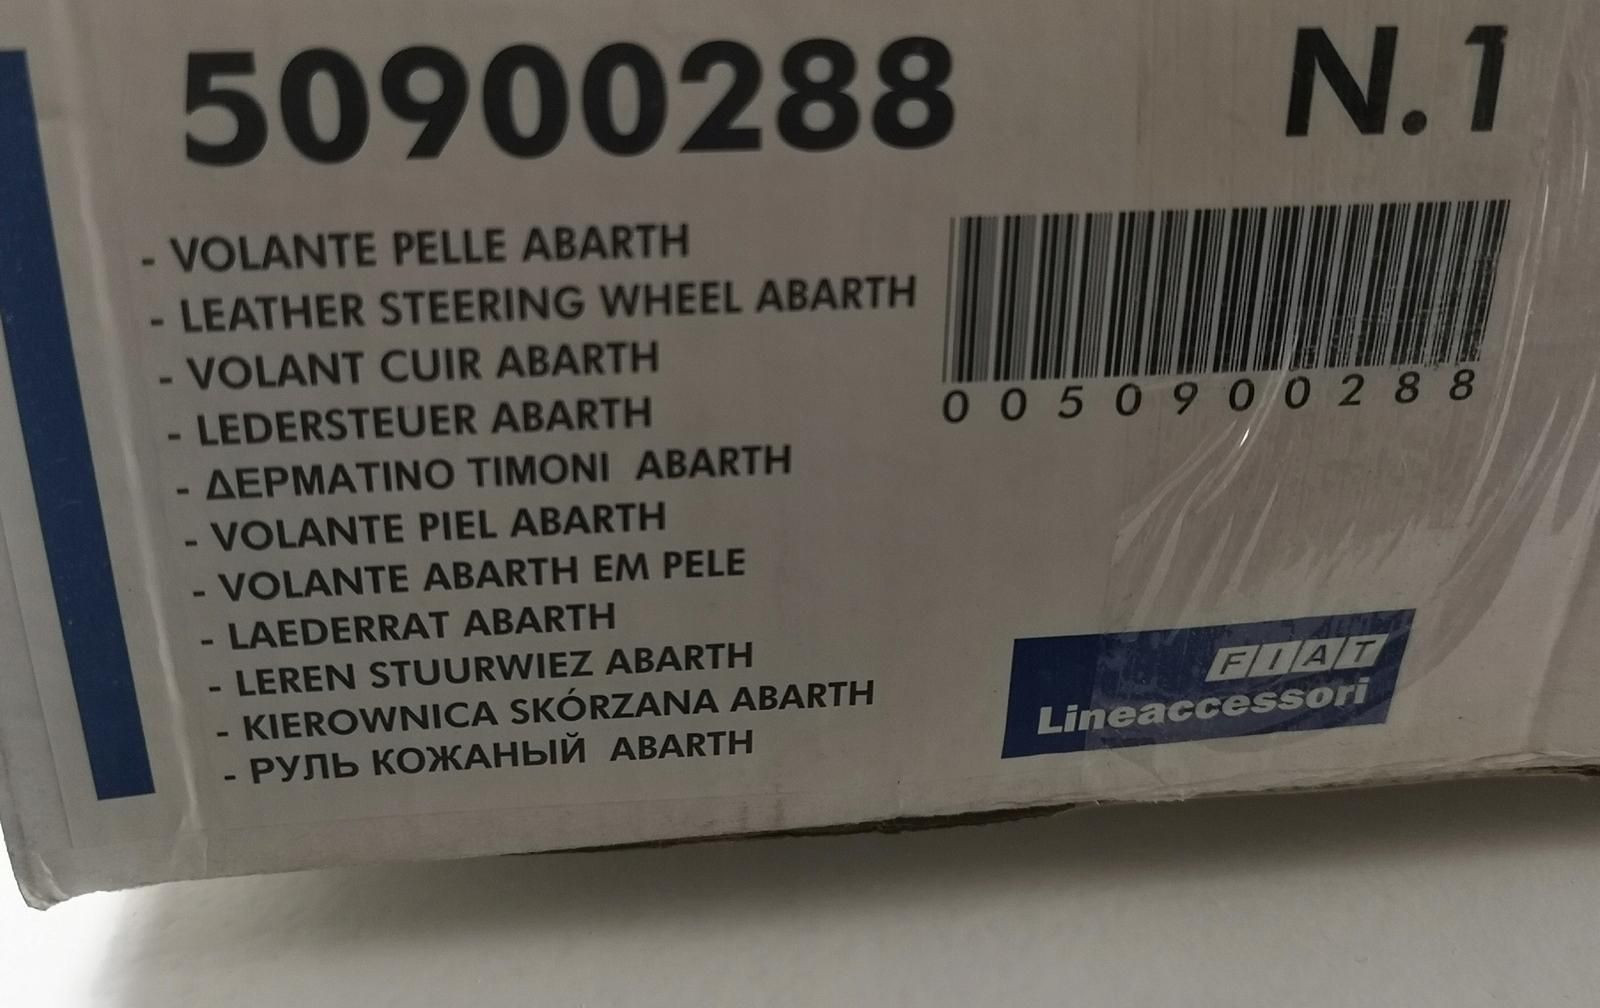 50900288 N.1
- VOLANTE PELLE ABARTH
- LEATHER STEERING WHEEL ABARTH
- VOLANT CUIR ABARTH
- LEDERSTEUER ABARTH
- ΔΕΡΜΑΤΙΝΟ ΤΙΜΟΝΙ ABARTH
- VOLANTE PIEL ABARTH
- VOLANTE ABARTH EM PELE
- LAEDERRAT ABARTH
- LEREN STUURWIEZ ABARTH
- KIEROWNICA SKÓRZANA ABARTH
- РУЛЬ КОЖАНЫЙ ABARTH
0050900288
FIAT
Lineaccessori